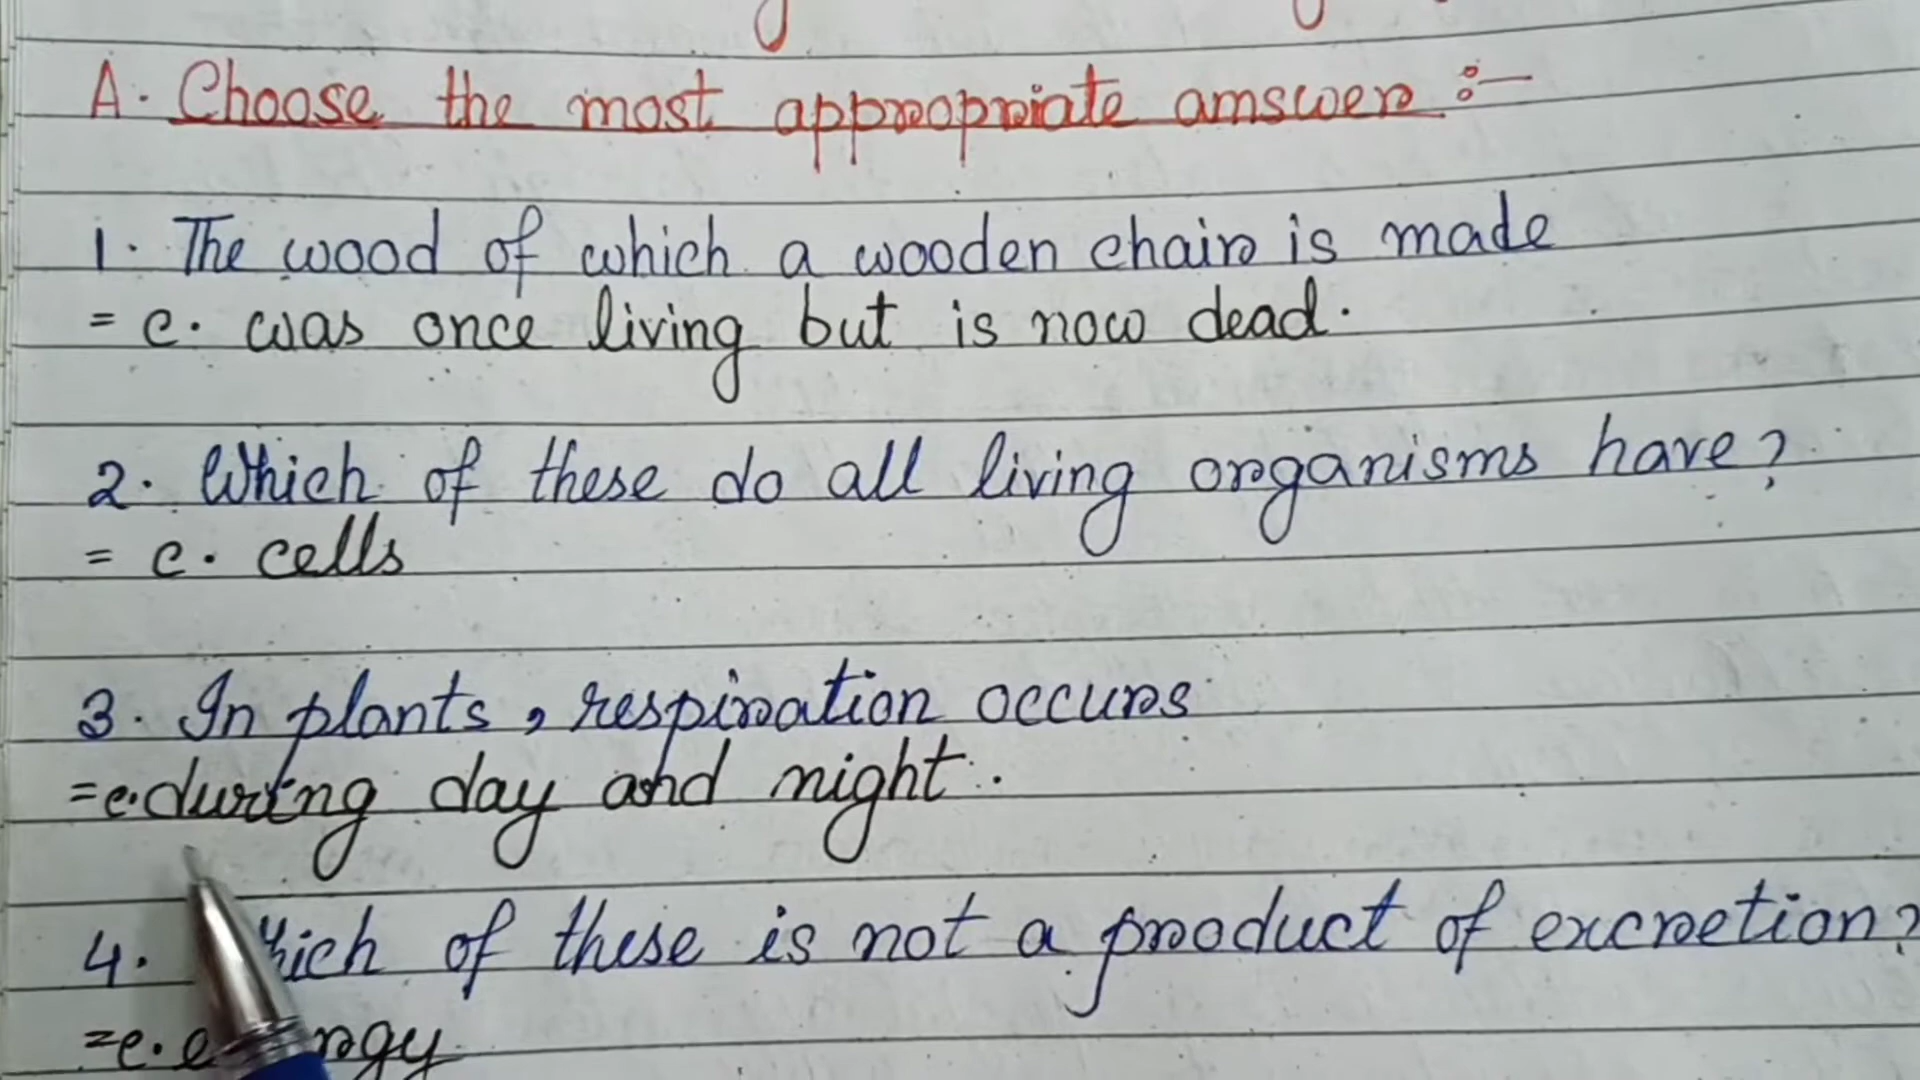 A. Choose the most appropriate answer :-
1. The wood of which a wooden chair is made
= c. was once living but is now dead.
2. Which of these do all living organisms have?
= c. cells
3. In plants, respiration occurs
= c. during day and night.
4. Which of these is not a product of excretion?
= c. energy